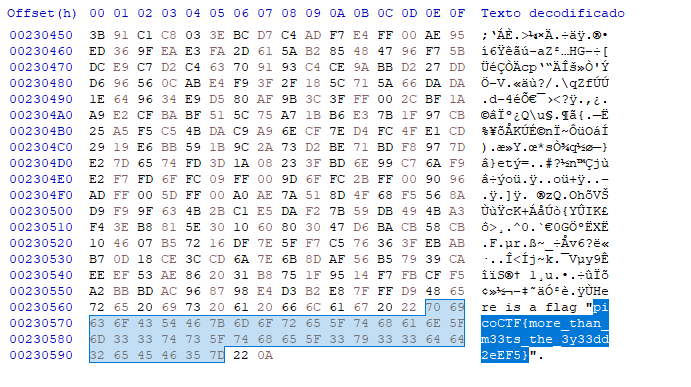 Offset(h) 00 01 02 03 04 05 06 07 08 09 0A 0B 0C 0D 0E 0F Texto decodificado
00230450 3B 91 C1 C8 03 3E BC D7 C4 AD F7 E4 FF 00 AE 95 ;‘ÁÈ.>¼×Ä.÷äÿ.®•
00230460 ED 36 9F EA E3 FA 2D 61 5A B2 85 48 47 96 F7 5B í6Ÿêãú-aZ²…HG–÷[
00230470 DC E9 C7 D2 C4 63 70 91 93 C4 CE 9A BB D2 27 DD ÜéÇÒÄcp‘“ÄÎš»Ò'Ý
00230480 D6 96 56 0C AB E4 F9 3F 2F 18 5C 71 5A 66 DA DA Ö–V.«äù?/.\qZfÚÚ
00230490 1E 64 96 34 E9 D5 80 AF 9B 3C 3F FF 00 2C BF 1A .d–4éÕ€¯›<?ÿ.,¿.
002304A0 A9 E2 CF BA BF 51 5C 75 A7 1B B6 E3 7B 1F 97 CB ©âÏº¿Q\u§.¶ã{.—Ë
002304B0 25 A5 F5 C5 4B DA C9 A9 6E CF 7E D4 FC 4F E1 CD %¥õÅKÚÉ©nÏ~ÔüOáÍ
002304C0 29 19 E6 BB 59 1B 9C 2A 73 D2 BE 71 BD F8 97 7D ).æ»Y.œ*sÒ¾q½ø—}
002304D0 E2 7D 65 74 FD 3D 1A 08 23 3F BD 6E 99 C7 6A F9 â}etý=..#?½n™Çjù
002304E0 E2 F7 FD 6F FC 09 FF 00 9D 6F FC 2B FF 00 90 96 â÷ýoü.ÿ..oü+ÿ..–
002304F0 AD FF 00 5D FF 00 A0 AE 7A 51 8D 4F 68 F5 56 8A .ÿ.]ÿ. ®zQ.OhõVŠ
00230500 D9 F9 9F 63 4B 2B C1 E5 DA F2 7B 59 DB 49 4B A3 ÙùŸcK+ÁåÚò{YÛIK£
00230510 F4 3E B8 81 5E 30 10 60 80 30 47 D6 BA CB 58 CB ô>¸.^0.`€0GÖºËXË
00230520 10 46 07 B5 72 16 DF 7E 5F F7 C5 76 36 3F EB AB .F.µr.ß~_÷Åv6?ë«
00230530 B7 0D 18 CE 3C CD 6A 7E 6B 8D AF 56 B5 79 39 CA ·..Î<Íj~k.¯Vµy9Ê
00230540 EE EF 53 AE 86 20 31 B8 75 1F 95 14 F7 FB CF F5 îïS®† 1¸u.•.÷ûÏõ
00230550 A2 BB BD AC 96 87 98 E4 D3 B2 E8 7F FF D9 48 65 ¢»½¬–‡˜äÓ²è.ÿÙHe
00230560 72 65 20 69 73 20 61 20 66 6C 61 67 20 22 70 69 re is a flag "pi
00230570 63 6F 43 54 46 7B 6D 6F 72 65 5F 74 68 61 6E 5F coCTF{more_than_
00230580 6D 33 33 74 73 5F 74 68 65 5F 33 79 33 33 64 64 m33ts_the_3y33dd
00230590 32 65 45 46 35 7D 22 0A 2eEF5}".